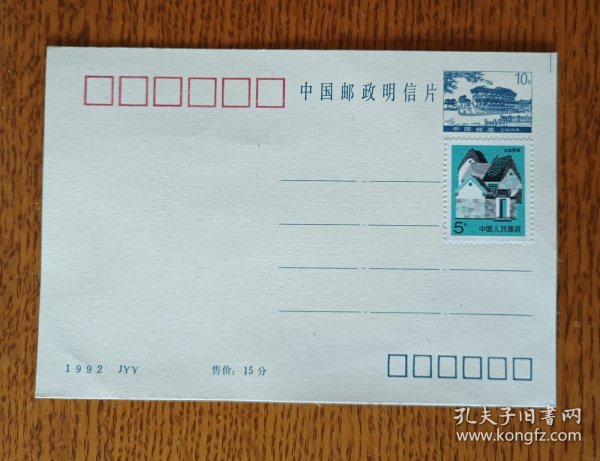 中国邮政明信片
10分
中国邮政 CHINA
5分
中国人民邮政
1992 JYY
售价：15分
孔夫子旧书网
www.kongfz.com